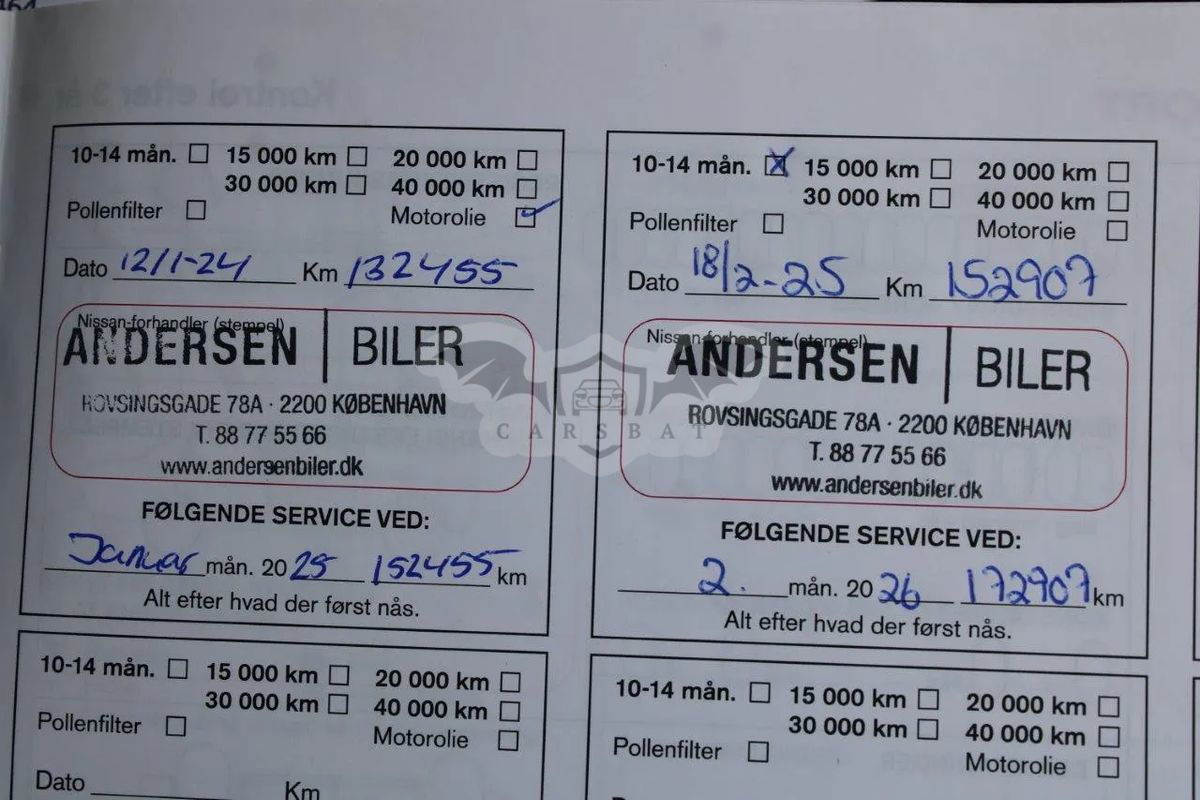 10-14 mån. 15 000 km 20 000 km
30 000 km 40 000 km
Pollenfilter Motorolie
Dato 12/1-24 Km 132455
Nissan-forhandler (stempel)
ANDERSEN | BILER
ROVSINGSGADE 78A · 2200 KØBENHAVN
T. 88 77 55 66
www.andersenbiler.dk
FØLGENDE SERVICE VED:
Januar mån. 2025 152455 km
Alt efter hvad der først nås.
10-14 mån. 15 000 km 20 000 km
30 000 km 40 000 km
Pollenfilter Motorolie
Dato 18/2-25 Km 152907
Nissan-forhandler (stempel)
ANDERSEN | BILER
ROVSINGSGADE 78A · 2200 KØBENHAVN
T. 88 77 55 66
www.andersenbiler.dk
FØLGENDE SERVICE VED:
2. mån. 2026 172907 km
Alt efter hvad der først nås.
CARSBAT
10-14 mån. 15 000 km 20 000 km
30 000 km 40 000 km
Pollenfilter Motorolie
Dato Km
10-14 mån. 15 000 km 20 000 km
30 000 km 40 000 km
Pollenfilter Motorolie